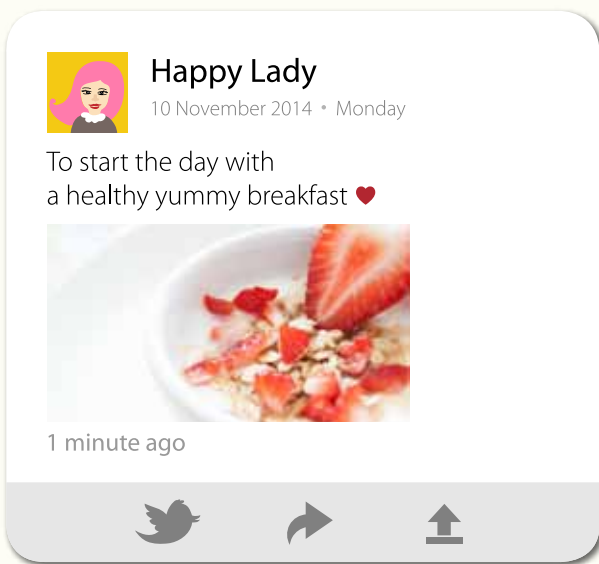 Happy Lady
10 November 2014 • Monday
To start the day with
a healthy yummy breakfast ♥
1 minute ago